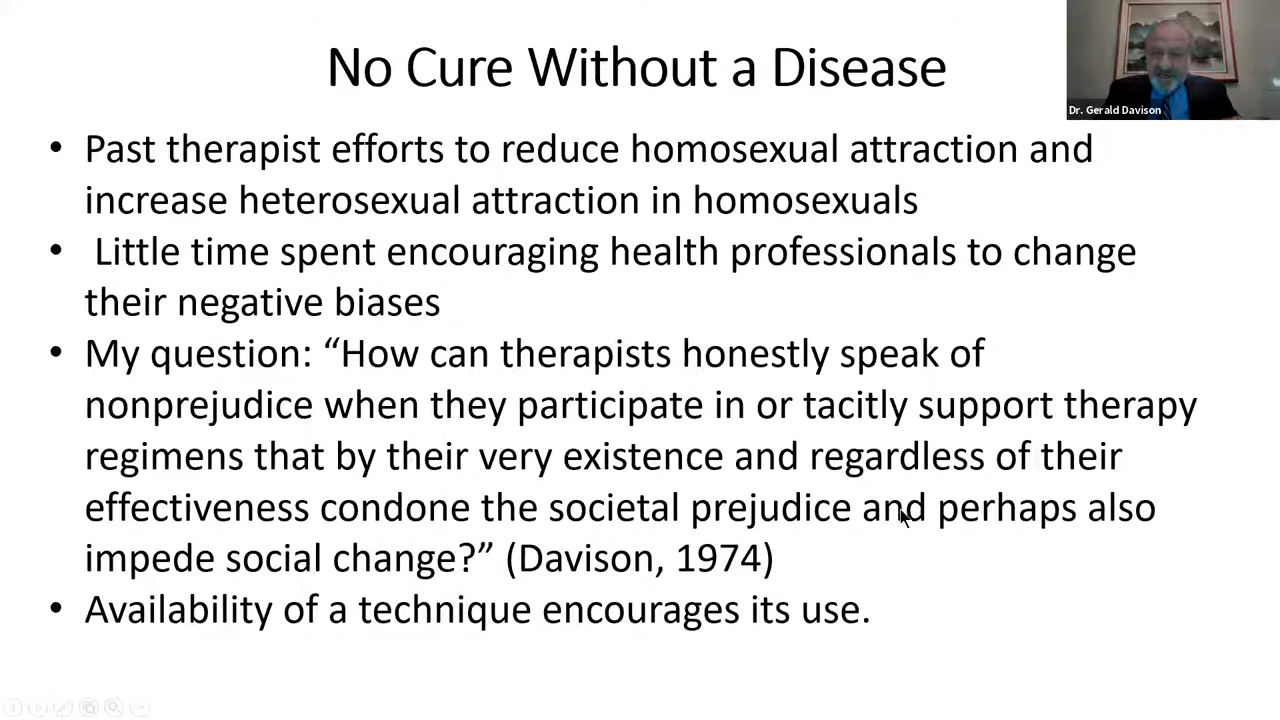 No Cure Without a Disease
Dr. Gerald Davison
• Past therapist efforts to reduce homosexual attraction and
increase heterosexual attraction in homosexuals
• Little time spent encouraging health professionals to change
their negative biases
• My question: “How can therapists honestly speak of
nonprejudice when they participate in or tacitly support therapy
regimens that by their very existence and regardless of their
effectiveness condone the societal prejudice and perhaps also
impede social change?” (Davison, 1974)
• Availability of a technique encourages its use.